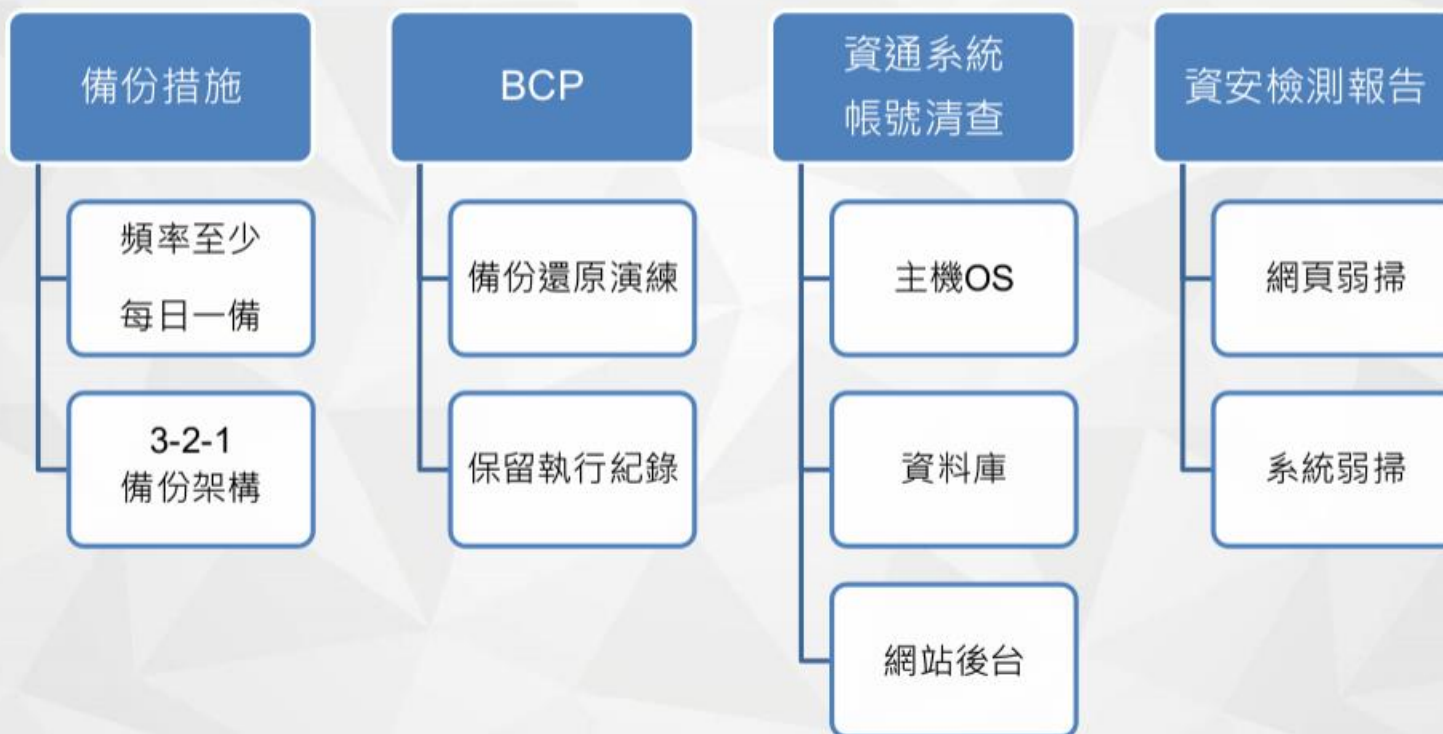 備份措施
頻率至少
每日一備
3-2-1
備份架構
BCP
備份還原演練
保留執行紀錄
資通系統
帳號清查
主機OS
資料庫
網站後台
資安檢測報告
網頁弱掃
系統弱掃